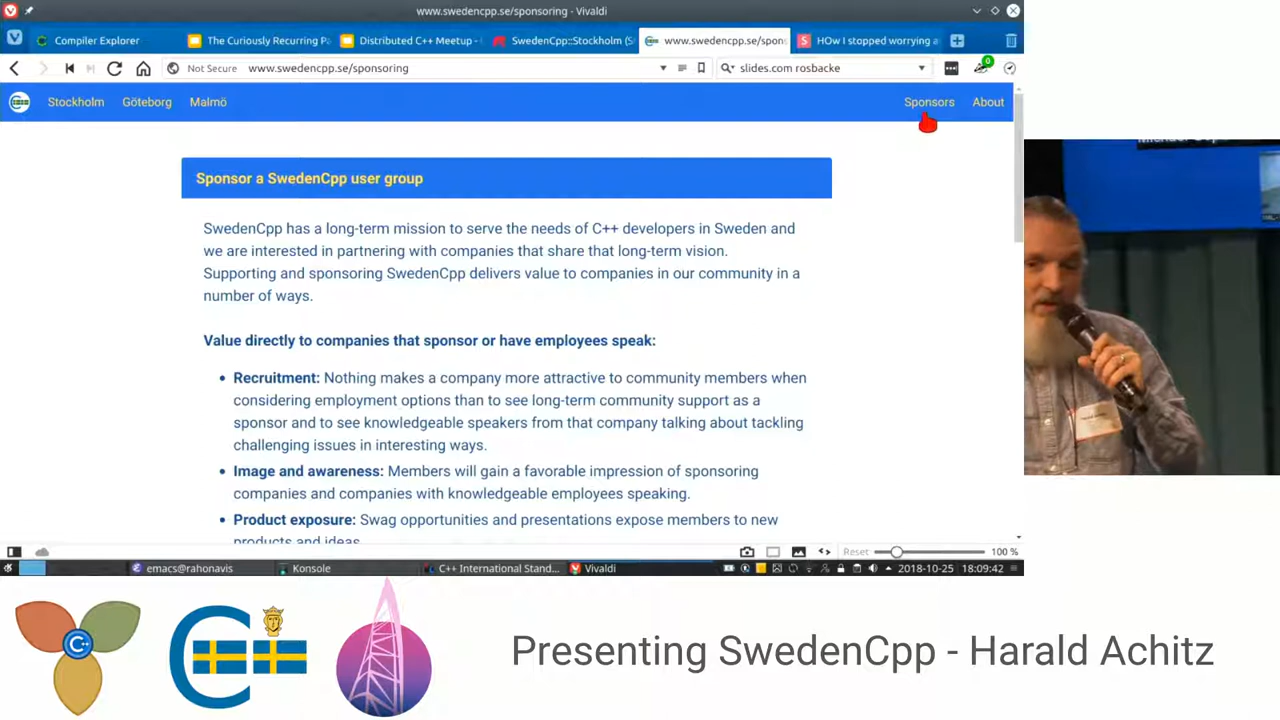 www.swedencpp.se/sponsoring - Vivaldi
Compiler Explorer
The Curiously Recurring Pa
Distributed C++ Meetup -
SwedenCpp::Stockholm (S
www.swedencpp.se/spons
HOw I stopped worrying a
Not Secure www.swedencpp.se/sponsoring
slides.com rosbacke
0
Stockholm Göteborg Malmö
Sponsors About
Sponsor a SwedenCpp user group
SwedenCpp has a long-term mission to serve the needs of C++ developers in Sweden and
we are interested in partnering with companies that share that long-term vision.
Supporting and sponsoring SwedenCpp delivers value to companies in our community in a
number of ways.
Value directly to companies that sponsor or have employees speak:
• Recruitment: Nothing makes a company more attractive to community members when
considering employment options than to see long-term community support as a
sponsor and to see knowledgeable speakers from that company talking about tackling
challenging issues in interesting ways.
• Image and awareness: Members will gain a favorable impression of sponsoring
companies and companies with knowledgeable employees speaking.
• Product exposure: Swag opportunities and presentations expose members to new
products and ideas
Reset 100 %
emacs@rahonavis
Konsole
C++ International Stand...
Vivaldi
2018-10-25 18:09:42
C++
Presenting SwedenCpp - Harald Achitz